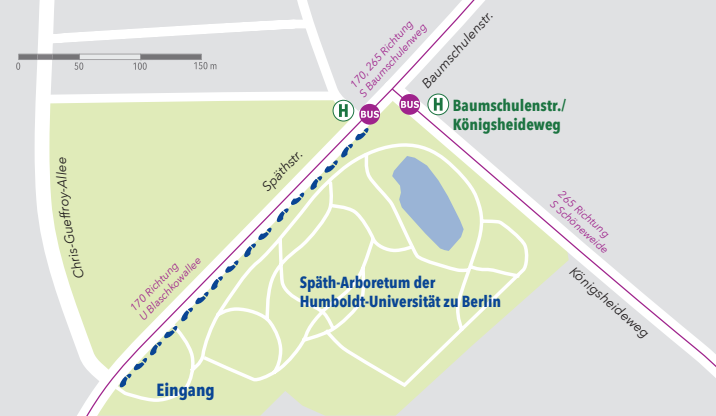 0 50 100 150 m
170, 265 Richtung
S Baumschulenweg
Baumschulenstr.
H
BUS
BUS
H
Baumschulenstr./
Königsheideweg
Späthstr.
Chris-Gueffroy-Allee
265 Richtung
S Schöneweide
170 Richtung
U Blaschkowallee
Königsheideweg
Späth-Arboretum der
Humboldt-Universität zu Berlin
Eingang